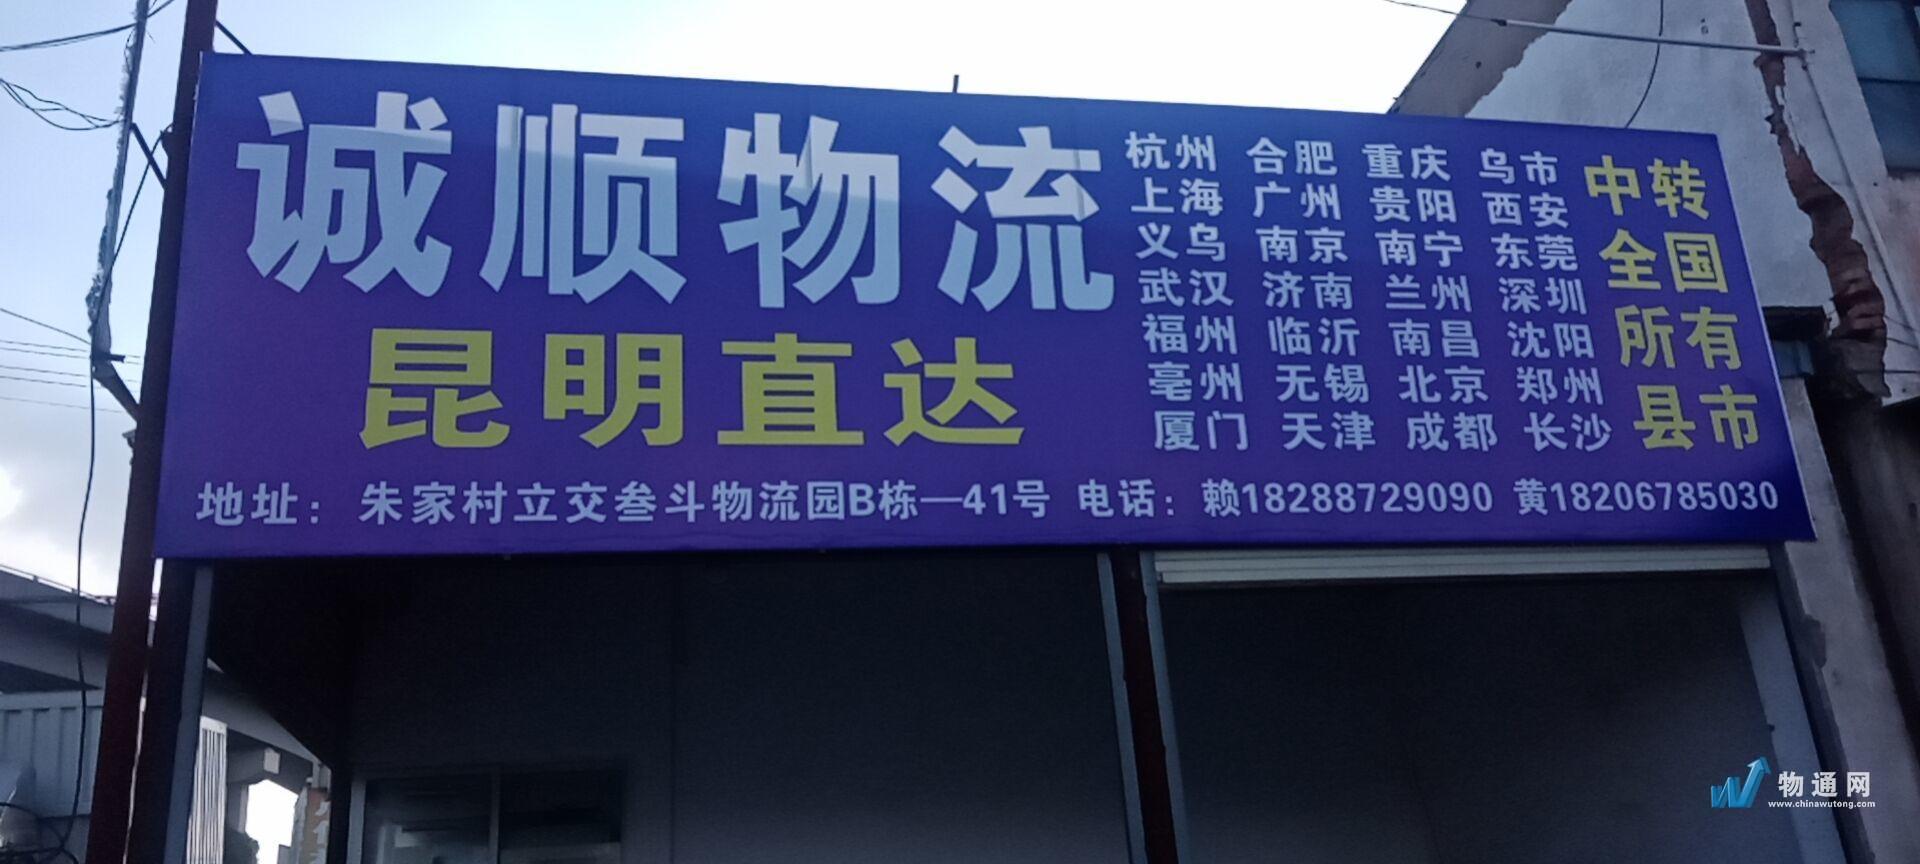 诚顺物流
昆明直达
杭州 合肥 重庆 乌市
上海 广州 贵阳 西安
义乌 南京 南宁 东莞
武汉 济南 兰州 深圳
福州 临沂 南昌 沈阳
亳州 无锡 北京 郑州
厦门 天津 成都 长沙
中转
全国
所有
县市
地址：朱家村立交叁斗物流园B栋—41号 电话：赖18288729090 黄18206785030
物通网
www.chinawutong.com